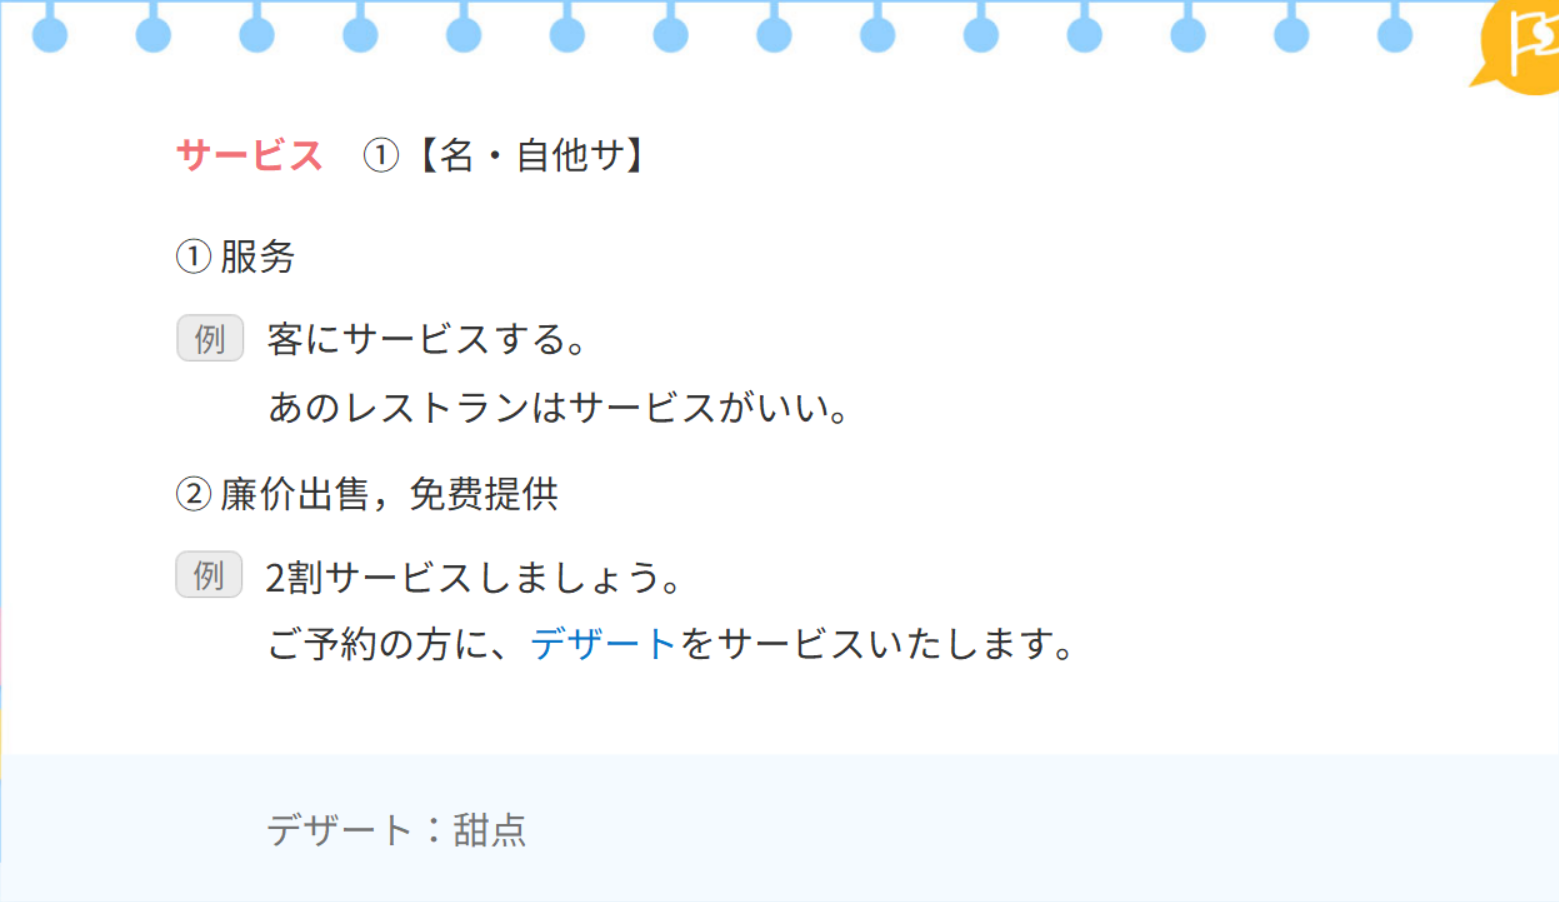 サービス ①【名・自他サ】
①服务
例 客にサービスする。
あのレストランはサービスがいい。
②廉价出售，免费提供
例 2割サービスしましょう。
ご予約の方に、デザートをサービスいたします。
デザート：甜点